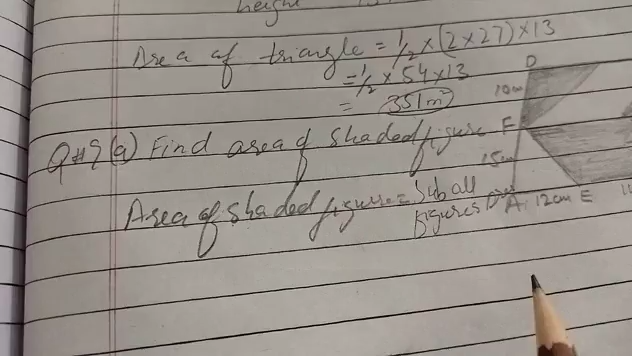 height
Area of triangle = 1/2 × (2×27) × 13
= 1/2 × 54 × 13
= 351 m²
D
10cm
Q#9 (a) Find area of shaded figure.
F
15cm
Area of shaded figure = Sub all
figures
A 12cm E